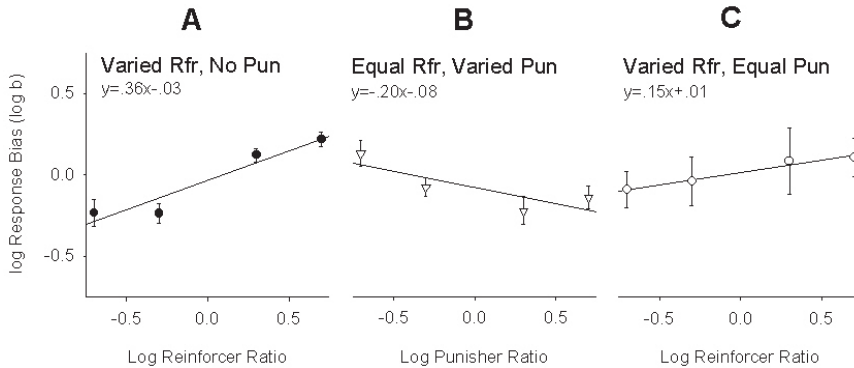 A
B
C
Varied Rfr, No Pun
y=.36x-.03
Equal Rfr, Varied Pun
y=-.20x-.08
Varied Rfr, Equal Pun
y=.15x+.01
log Response Bias (log b)
0.5
0.0
-0.5
-0.5 0.0 0.5
-0.5 0.0 0.5
-0.5 0.0 0.5
Log Reinforcer Ratio
Log Punisher Ratio
Log Reinforcer Ratio